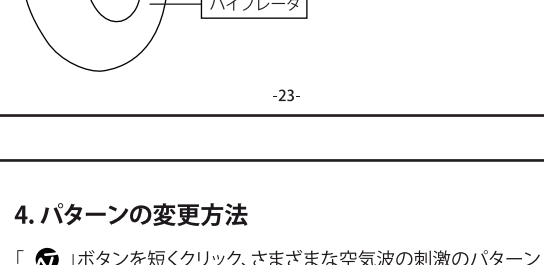 バイブレータ
-23-
4. パターンの変更方法
「 」ボタンを短くクリック、さまざまな空気波の刺激のパターン